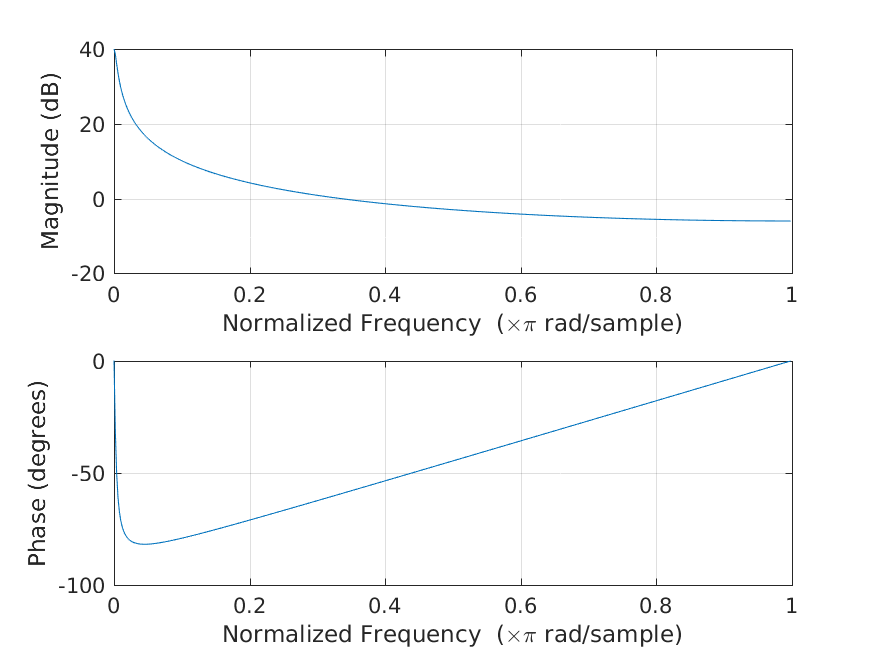 40
20
0
-20
Magnitude (dB)
0 0.2 0.4 0.6 0.8 1
Normalized Frequency (×π rad/sample)
0
-50
-100
Phase (degrees)
0 0.2 0.4 0.6 0.8 1
Normalized Frequency (×π rad/sample)